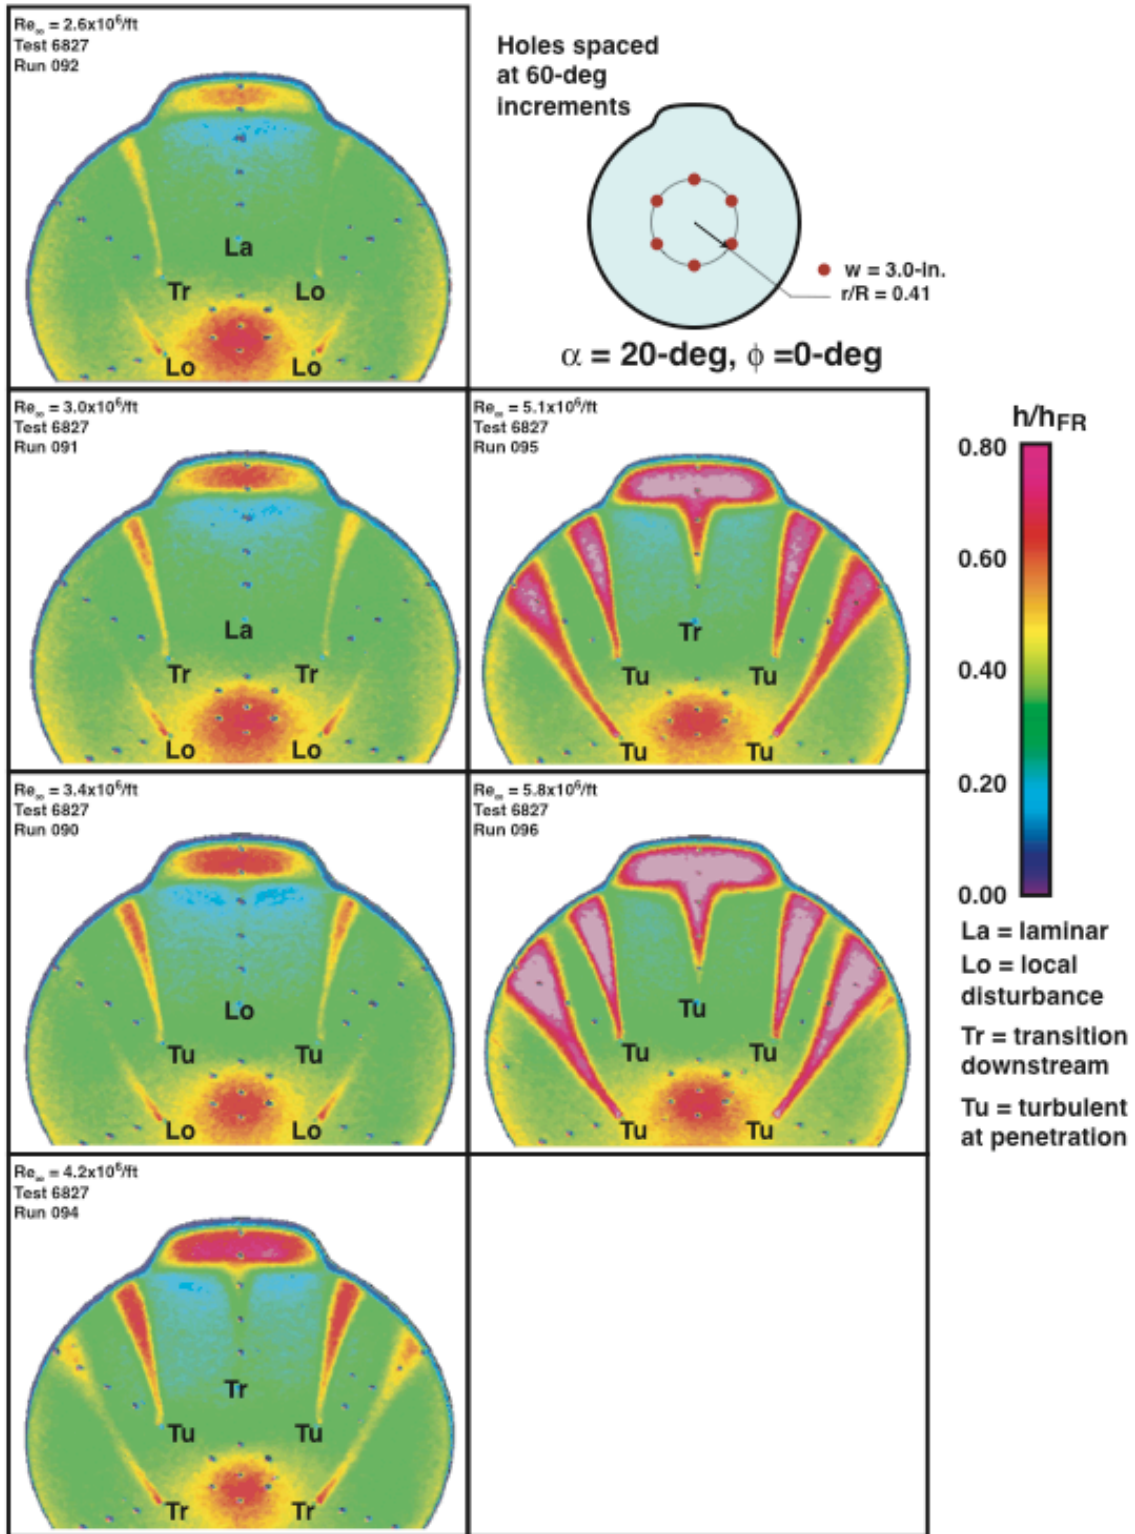 Re∞ = 2.6x10⁶/ft
Test 6827
Run 092
La
Tr
Lo
Lo
Lo
Holes spaced
at 60-deg
increments
w = 3.0-in.
r/R = 0.41
α = 20-deg, ϕ =0-deg
Re∞ = 3.0x10⁶/ft
Test 6827
Run 091
La
Tr
Tr
Lo
Lo
Re∞ = 5.1x10⁶/ft
Test 6827
Run 095
Tr
Tu
Tu
Tu
Tu
h/hFR
0.80
0.60
0.40
0.20
0.00
Re∞ = 3.4x10⁶/ft
Test 6827
Run 090
Lo
Tu
Tu
Lo
Lo
Re∞ = 5.8x10⁶/ft
Test 6827
Run 096
Tu
Tu
Tu
Tu
Tu
La = laminar
Lo = local
disturbance
Tr = transition
downstream
Tu = turbulent
at penetration
Re∞ = 4.2x10⁶/ft
Test 6827
Run 094
Tr
Tu
Tu
Tr
Tr